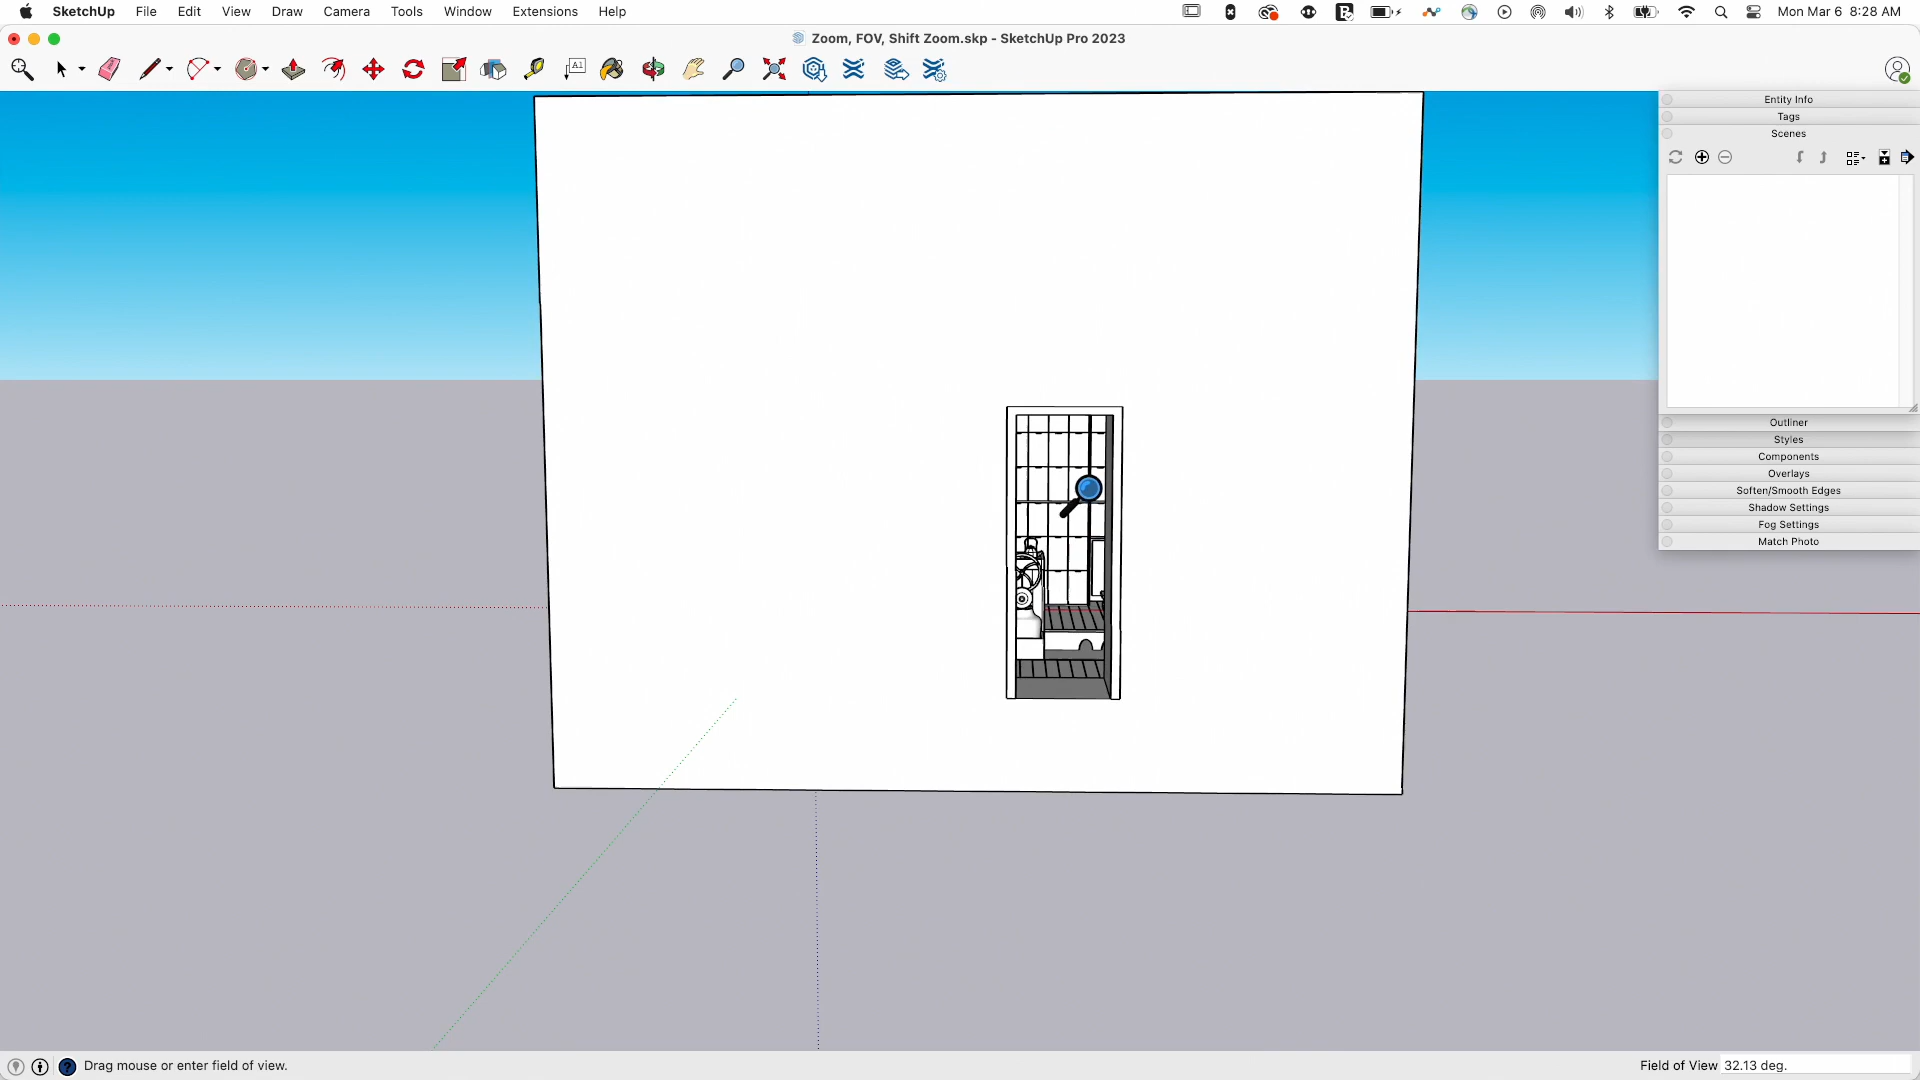 SketchUp File Edit View Draw Camera Tools Window Extensions Help Mon Mar 6 8:28 AM
Zoom, FOV, Shift Zoom.skp - SketchUp Pro 2023
A1
Entity Info
Tags
Scenes
Outliner
Styles
Components
Overlays
Soften/Smooth Edges
Shadow Settings
Fog Settings
Match Photo
Drag mouse or enter field of view.
Field of View 32.13 deg.